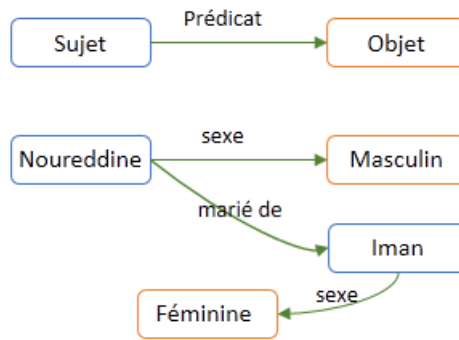 Prédicat
Sujet
Objet
sexe
Noureddine
Masculin
marié de
Iman
sexe
Féminine